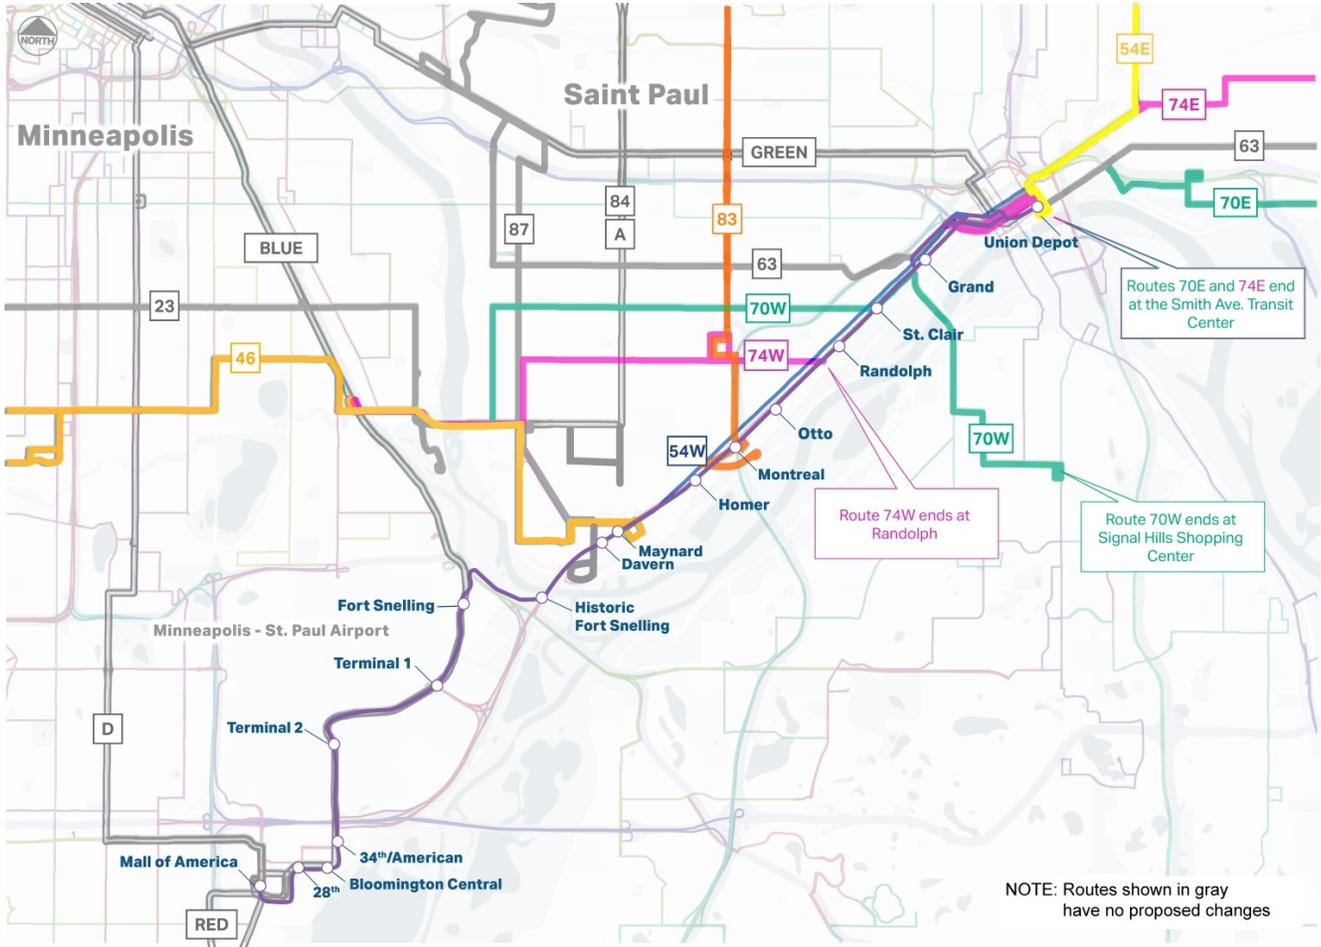 NORTH
54E
74E
Saint Paul
Minneapolis
GREEN
63
84
70E
87
83
A
BLUE
Union Depot
63
Grand
Routes 70E and 74E end
at the Smith Ave. Transit
Center
23
70W
St. Clair
46
74W
Randolph
Otto
70W
54W
Montreal
Homer
Route 74W ends at
Randolph
Route 70W ends at
Signal Hills Shopping
Center
Maynard
Davern
Fort Snelling
Historic
Fort Snelling
Minneapolis - St. Paul Airport
Terminal 1
Terminal 2
D
34th/American
Mall of America
Bloomington Central
28th
RED
NOTE: Routes shown in gray
have no proposed changes